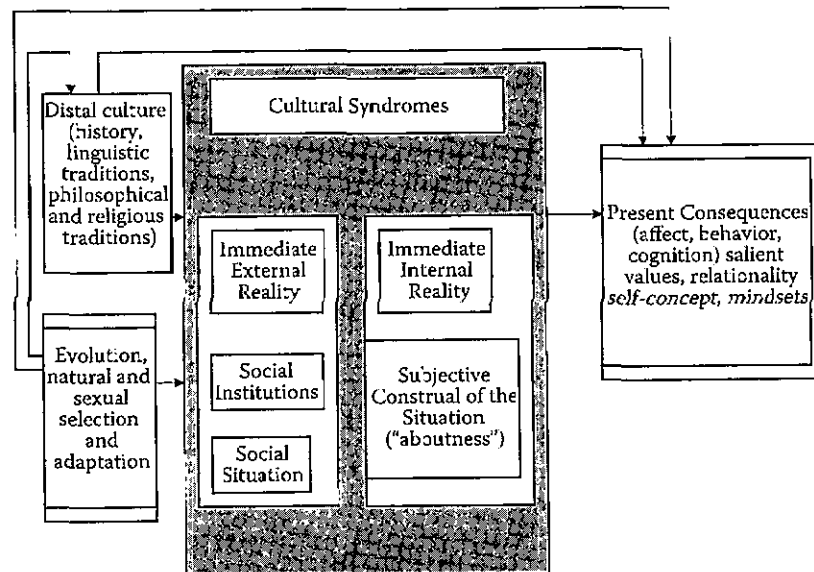 Cultural Syndromes
Distal culture
(history,
linguistic
traditions,
philosophical
and religious
traditions)
Evolution,
natural and
sexual
selection
and
adaptation
Immediate
External
Reality
Social
Institutions
Social
Situation
Immediate
Internal
Reality
Subjective
Construal of the
Situation
("aboutness")
Present Consequences
(affect, behavior,
cognition) salient
values, relationality
self-concept, mindsets